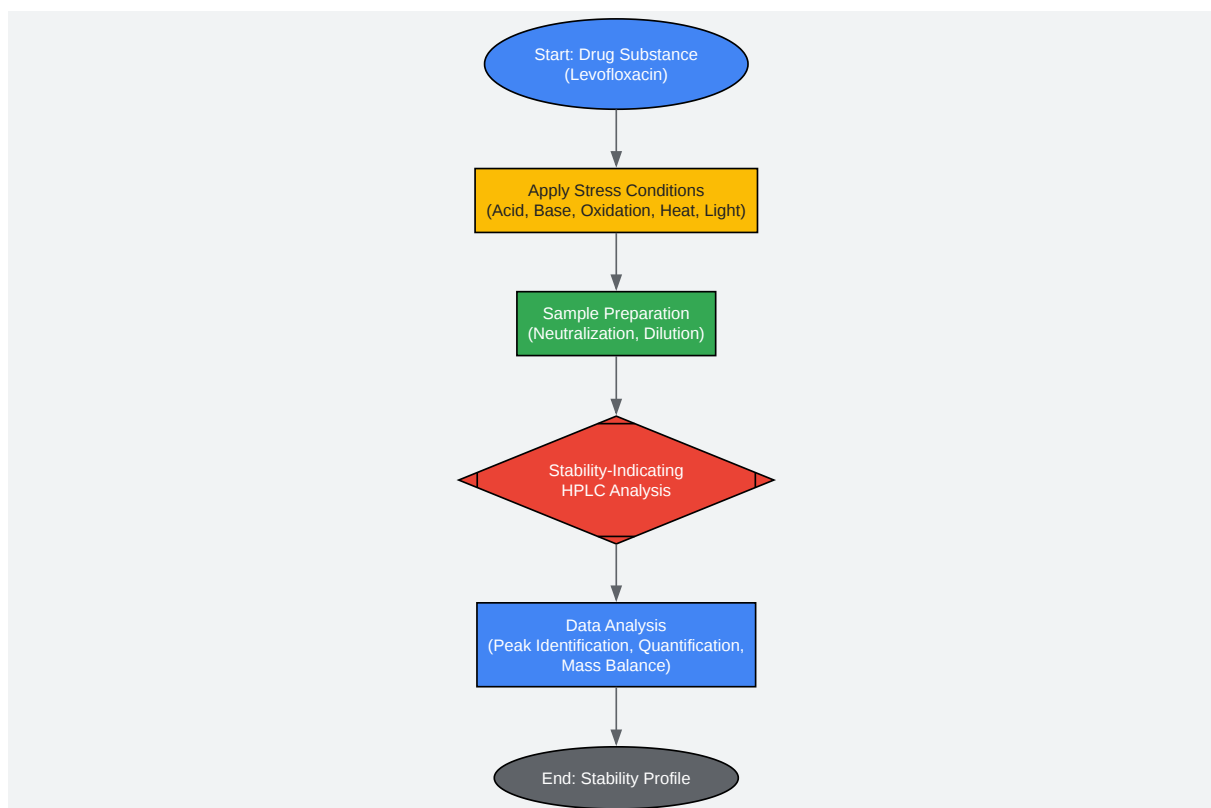 Start: Drug Substance
(Levofloxacin)
Apply Stress Conditions
(Acid, Base, Oxidation, Heat, Light)
Sample Preparation
(Neutralization, Dilution)
Stability-Indicating
HPLC Analysis
Data Analysis
(Peak Identification, Quantification,
Mass Balance)
End: Stability Profile